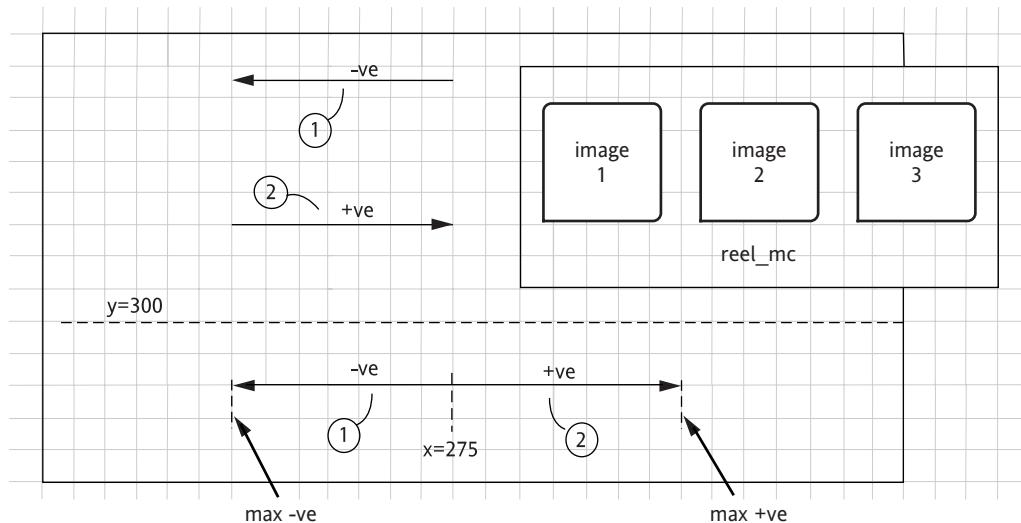 -ve
1
2
+ve
image
1
image
2
image
3
reel_mc
y=300
-ve
+ve
1
x=275
2
max -ve
max +ve